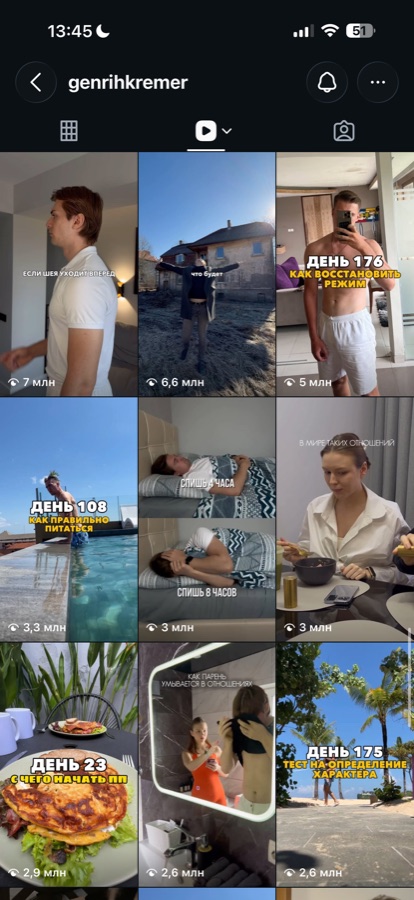 13:45
51
genrihkremer
ЕСЛИ ШЕЯ УХОДИТ ВПЕРЁД
7 млн
что будет
6,6 млн
ДЕНЬ 176
КАК ВОССТАНОВИТЬ
РЕЖИМ
5 млн
ДЕНЬ 108
КАК ПРАВИЛЬНО
ПИТАТЬСЯ
3,3 млн
СПИШЬ 4 ЧАСА
СПИШЬ 8 ЧАСОВ
3 млн
В МИРЕ ТАКИХ ОТНОШЕНИЙ
3 млн
ДЕНЬ 23
С ЧЕГО НАЧАТЬ ПП
2,9 млн
КАК ПАРЕНЬ
УМЫВАЕТСЯ В ОТНОШЕНИЯХ
2,6 млн
ДЕНЬ 175
ТЕСТ НА ОПРЕДЕЛЕНИЕ
ХАРАКТЕРА
2,6 млн